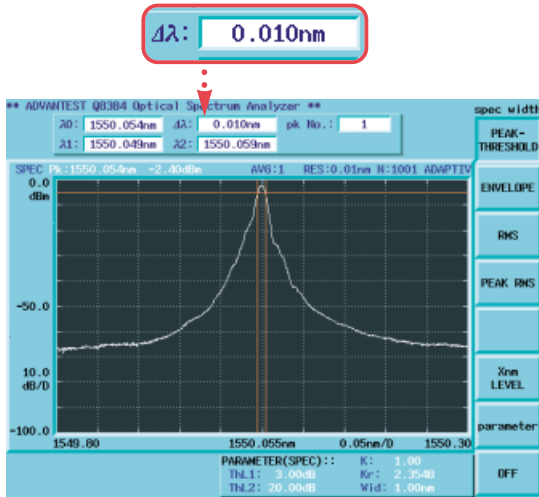 Δλ: 0.010nm
** ADVANTEST Q8384 Optical Spectrum Analyzer **
spec width
λ0: 1550.054nm Δλ: 0.010nm pk No.: 1
λ1: 1550.049nm λ2: 1550.059nm
PEAK-
THRESHOLD
SPEC Pk:1550.054nm -2.40dBm AVG:1 RES:0.01nm N:1001 ADAPTIV
0.0
dBm
ENVELOPE
RMS
PEAK RMS
-50.0
10.0
dB/D
Xnm
LEVEL
parameter
-100.0
1549.80 1550.055nm 0.05nm/D 1550.30
PARAMETER(SPEC):: K: 1.00
ThL1: 3.00dB Kr: 2.3548
ThL2: 20.00dB Wid: 1.00nm
OFF